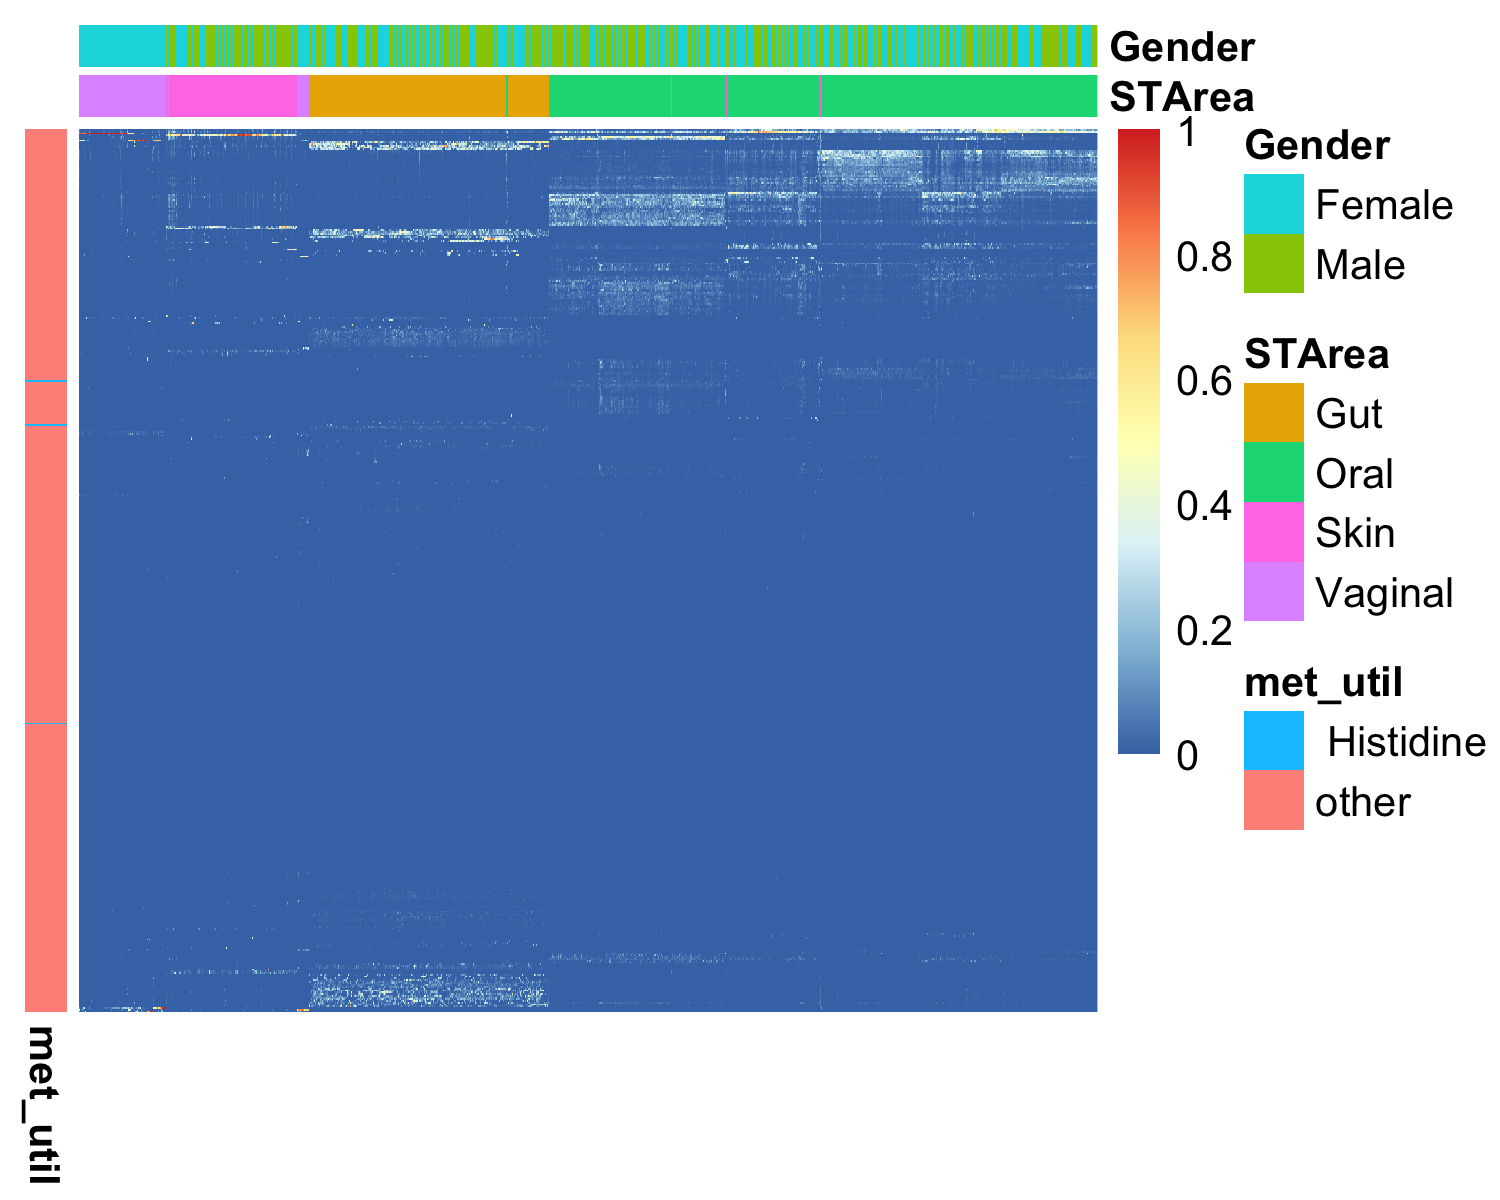 Gender
STArea
1
0.8
0.6
0.4
0.2
0
Gender
Female
Male
STArea
Gut
Oral
Skin
Vaginal
met_util
Histidine
other
met_util